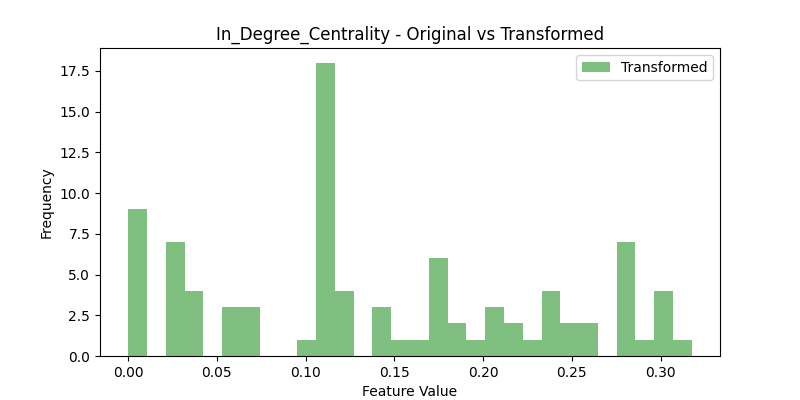 In_Degree_Centrality - Original vs Transformed
Transformed
17.5
15.0
12.5
10.0
7.5
5.0
2.5
0.0
Frequency
0.00 0.05 0.10 0.15 0.20 0.25 0.30
Feature Value